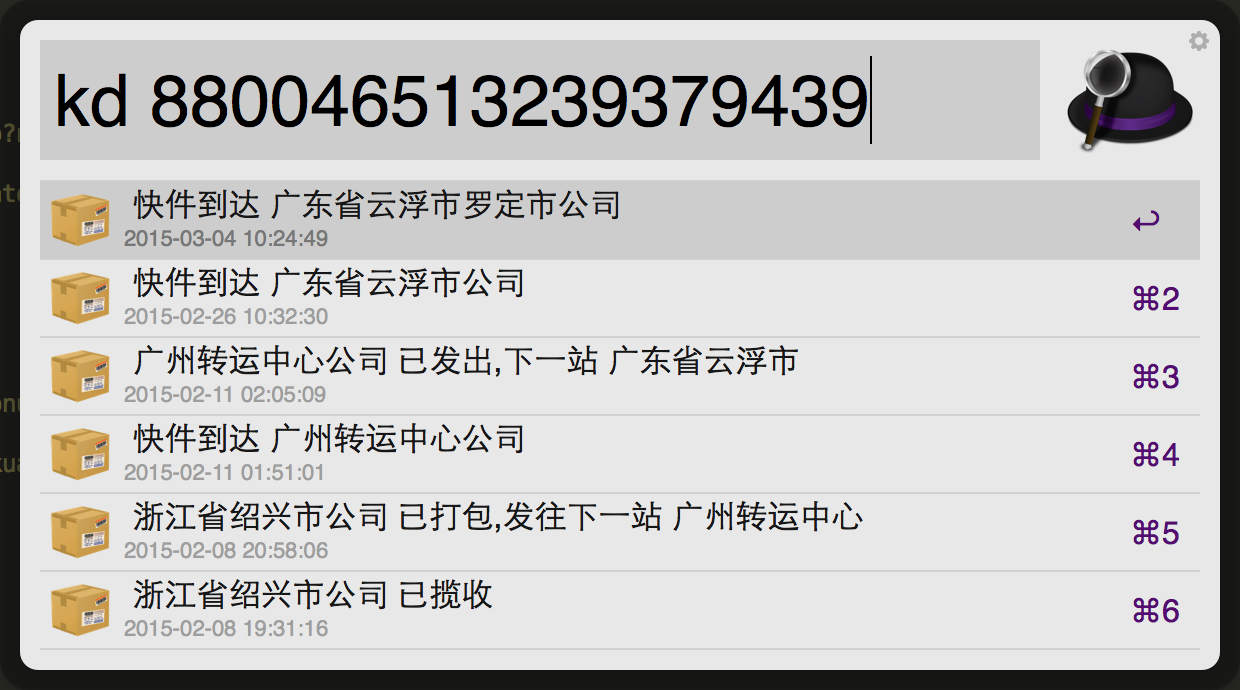 kd 880046513239379439
快件到达 广东省云浮市罗定市公司
2015-03-04 10:24:49
快件到达 广东省云浮市公司
2015-02-26 10:32:30
⌘2
广州转运中心公司 已发出,下一站 广东省云浮市
2015-02-11 02:05:09
⌘3
快件到达 广州转运中心公司
2015-02-11 01:51:01
⌘4
浙江省绍兴市公司 已打包,发往下一站 广州转运中心
2015-02-08 20:58:06
⌘5
浙江省绍兴市公司 已揽收
2015-02-08 19:31:16
⌘6